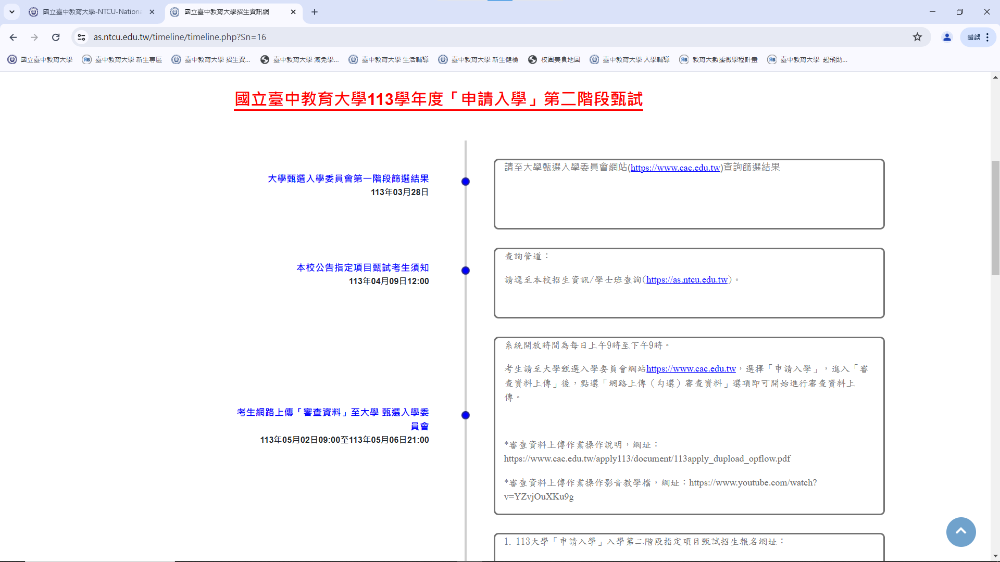 國立臺中教育大學-NTCU-Nationa
國立臺中教育大學招生資訊網
as.ntcu.edu.tw/timeline/timeline.php?Sn=16
錯誤
國立臺中教育大學
臺中教育大學 新生專區
臺中教育大學 招生資...
臺中教育大學 減免學...
臺中教育大學 生活輔導
臺中教育大學 新生健檢
校園美食地圖
臺中教育大學 入學輔導
教育大數據微學程計畫
臺中教育大學 起飛助...
國立臺中教育大學113學年度「申請入學」第二階段甄試
大學甄選入學委員會第一階段篩選結果
113年03月28日
請至大學甄選入學委員會網站(https://www.cac.edu.tw)查詢篩選結果
本校公告指定項目甄試考生須知
113年04月09日12:00
查詢管道：
請逕至本校招生資訊/學士班查詢(https://as.ntcu.edu.tw)。
考生網路上傳「審查資料」至大學 甄選入學委
員會
113年05月02日09:00至113年05月06日21:00
系統開放時間為每日上午9時至下午9時。
考生請至大學甄選入學委員會網站https://www.cac.edu.tw，選擇「申請入學」，進入「審
查資料上傳」後，點選「網路上傳（勾選）審查資料」選項即可開始進行審查資料上
傳。
*審查資料上傳作業操作說明，網址：
https://www.cac.edu.tw/apply113/document/113apply_dupload_opflow.pdf
*審查資料上傳作業操作影音教學檔，網址：https://www.youtube.com/watch?
v=YZvjOuXKu9g
1. 113大學「申請入學」入學第二階段指定項目甄試招生報名網址：